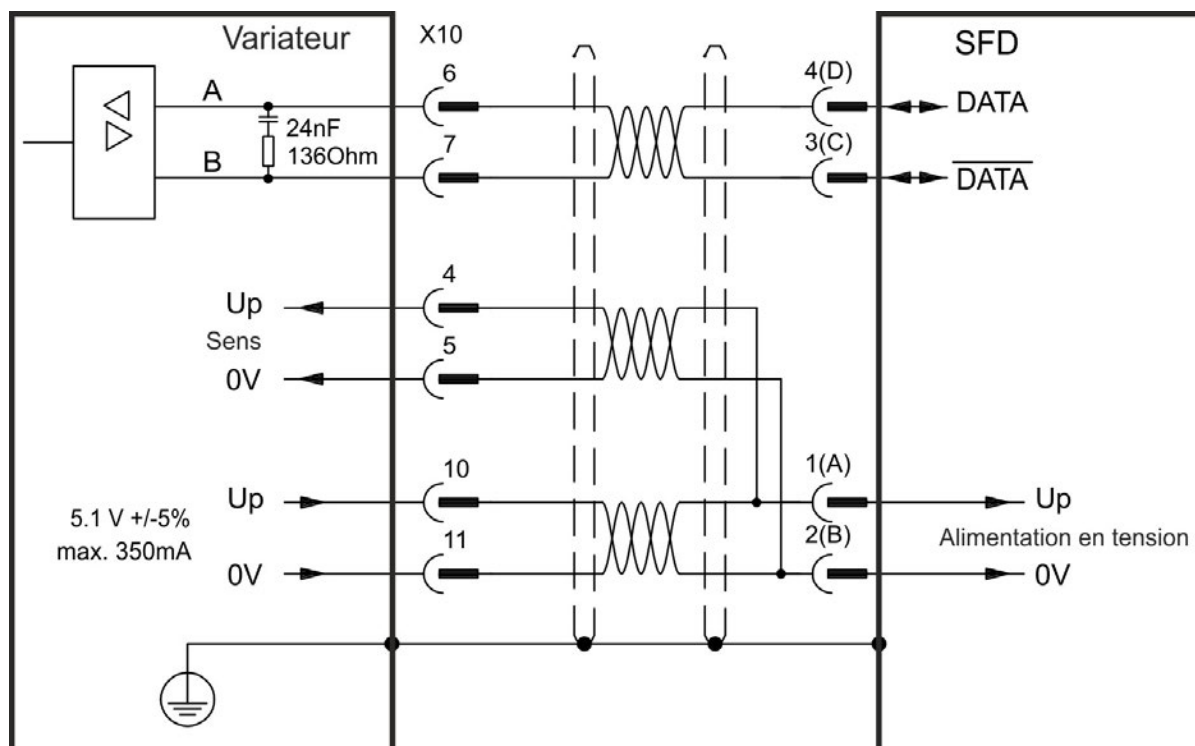 Variateur
X10
SFD
A
6
4(D)
DATA
24nF
136Ohm
B
7
3(C)
DATA
Up
4
Sens
5
0V
5.1 V +/-5%
max. 350mA
Up
10
1(A)
Up
11
2(B)
Alimentation en tension
0V
0V